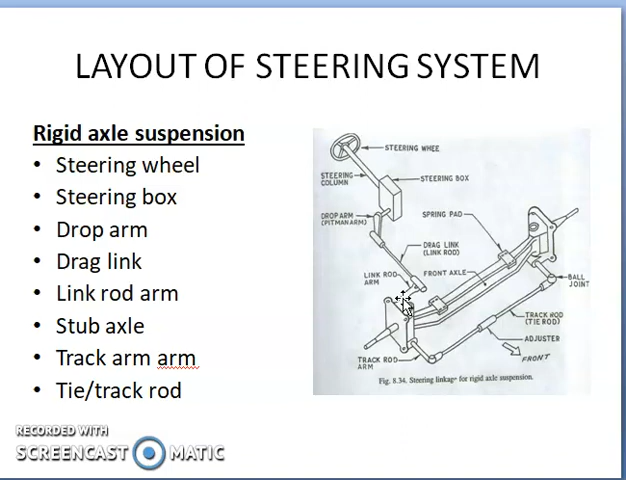 LAYOUT OF STEERING SYSTEM
Rigid axle suspension
• Steering wheel
• Steering box
• Drop arm
• Drag link
• Link rod arm
• Stub axle
• Track arm arm
• Tie/track rod
STEERING WHEE
STEERING
COLUMN
STEERING BOX
DROP ARM
(PITMAN ARM)
SPRING PAD
DRAG LINK
(LINK ROD)
LINK ROD
ARM
FRONT AXLE
BALL
JOINT
TRACK ROD
(TIE ROD)
ADJUSTER
TRACK ROD
ARM
FRONT
Fig. 8.34. Steering linkage for rigid axle suspension.
RECORDED WITH
SCREENCAST MATIC